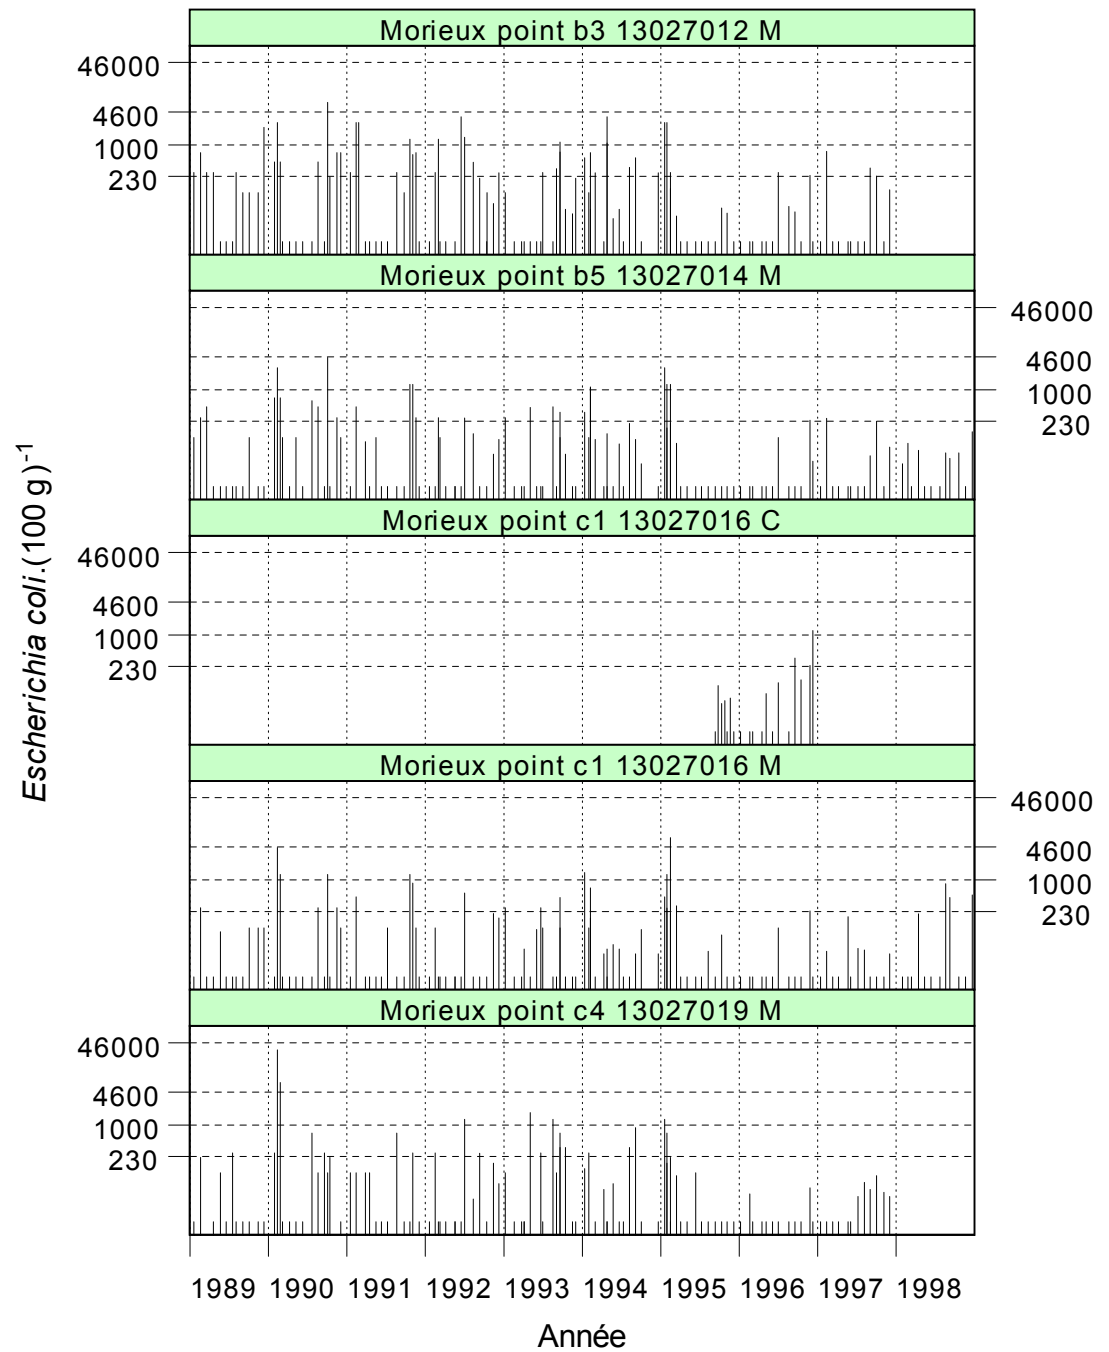 Morieux point b3 13027012 M
46000
4600
1000
230
Morieux point b5 13027014 M
46000
4600
1000
230
Morieux point c1 13027016 C
46000
4600
1000
230
Morieux point c1 13027016 M
46000
4600
1000
230
Morieux point c4 13027019 M
46000
4600
1000
230
Escherichia coli.(100 g)-1
1989 1990 1991 1992 1993 1994 1995 1996 1997 1998
Année